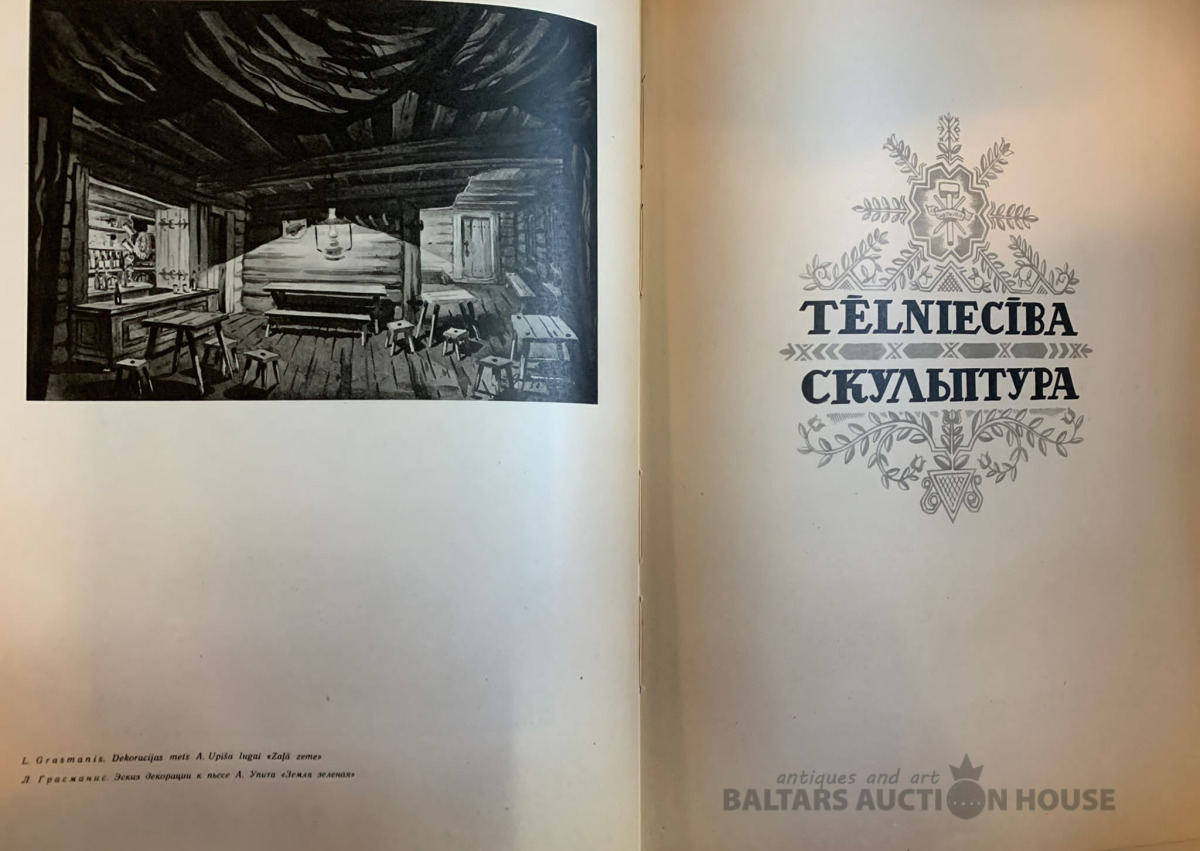 L. Grasmanis. Dekorācijas mets A. Upīša lugai «Zaļā zeme»
Л. Грасманис. Эскиз декорации к пьесе А. Упита «Земля зеленая»
TĒLNIECĪBA
СКУЛЬПТУРА
antiques and art
BALTARS AUCTION HOUSE